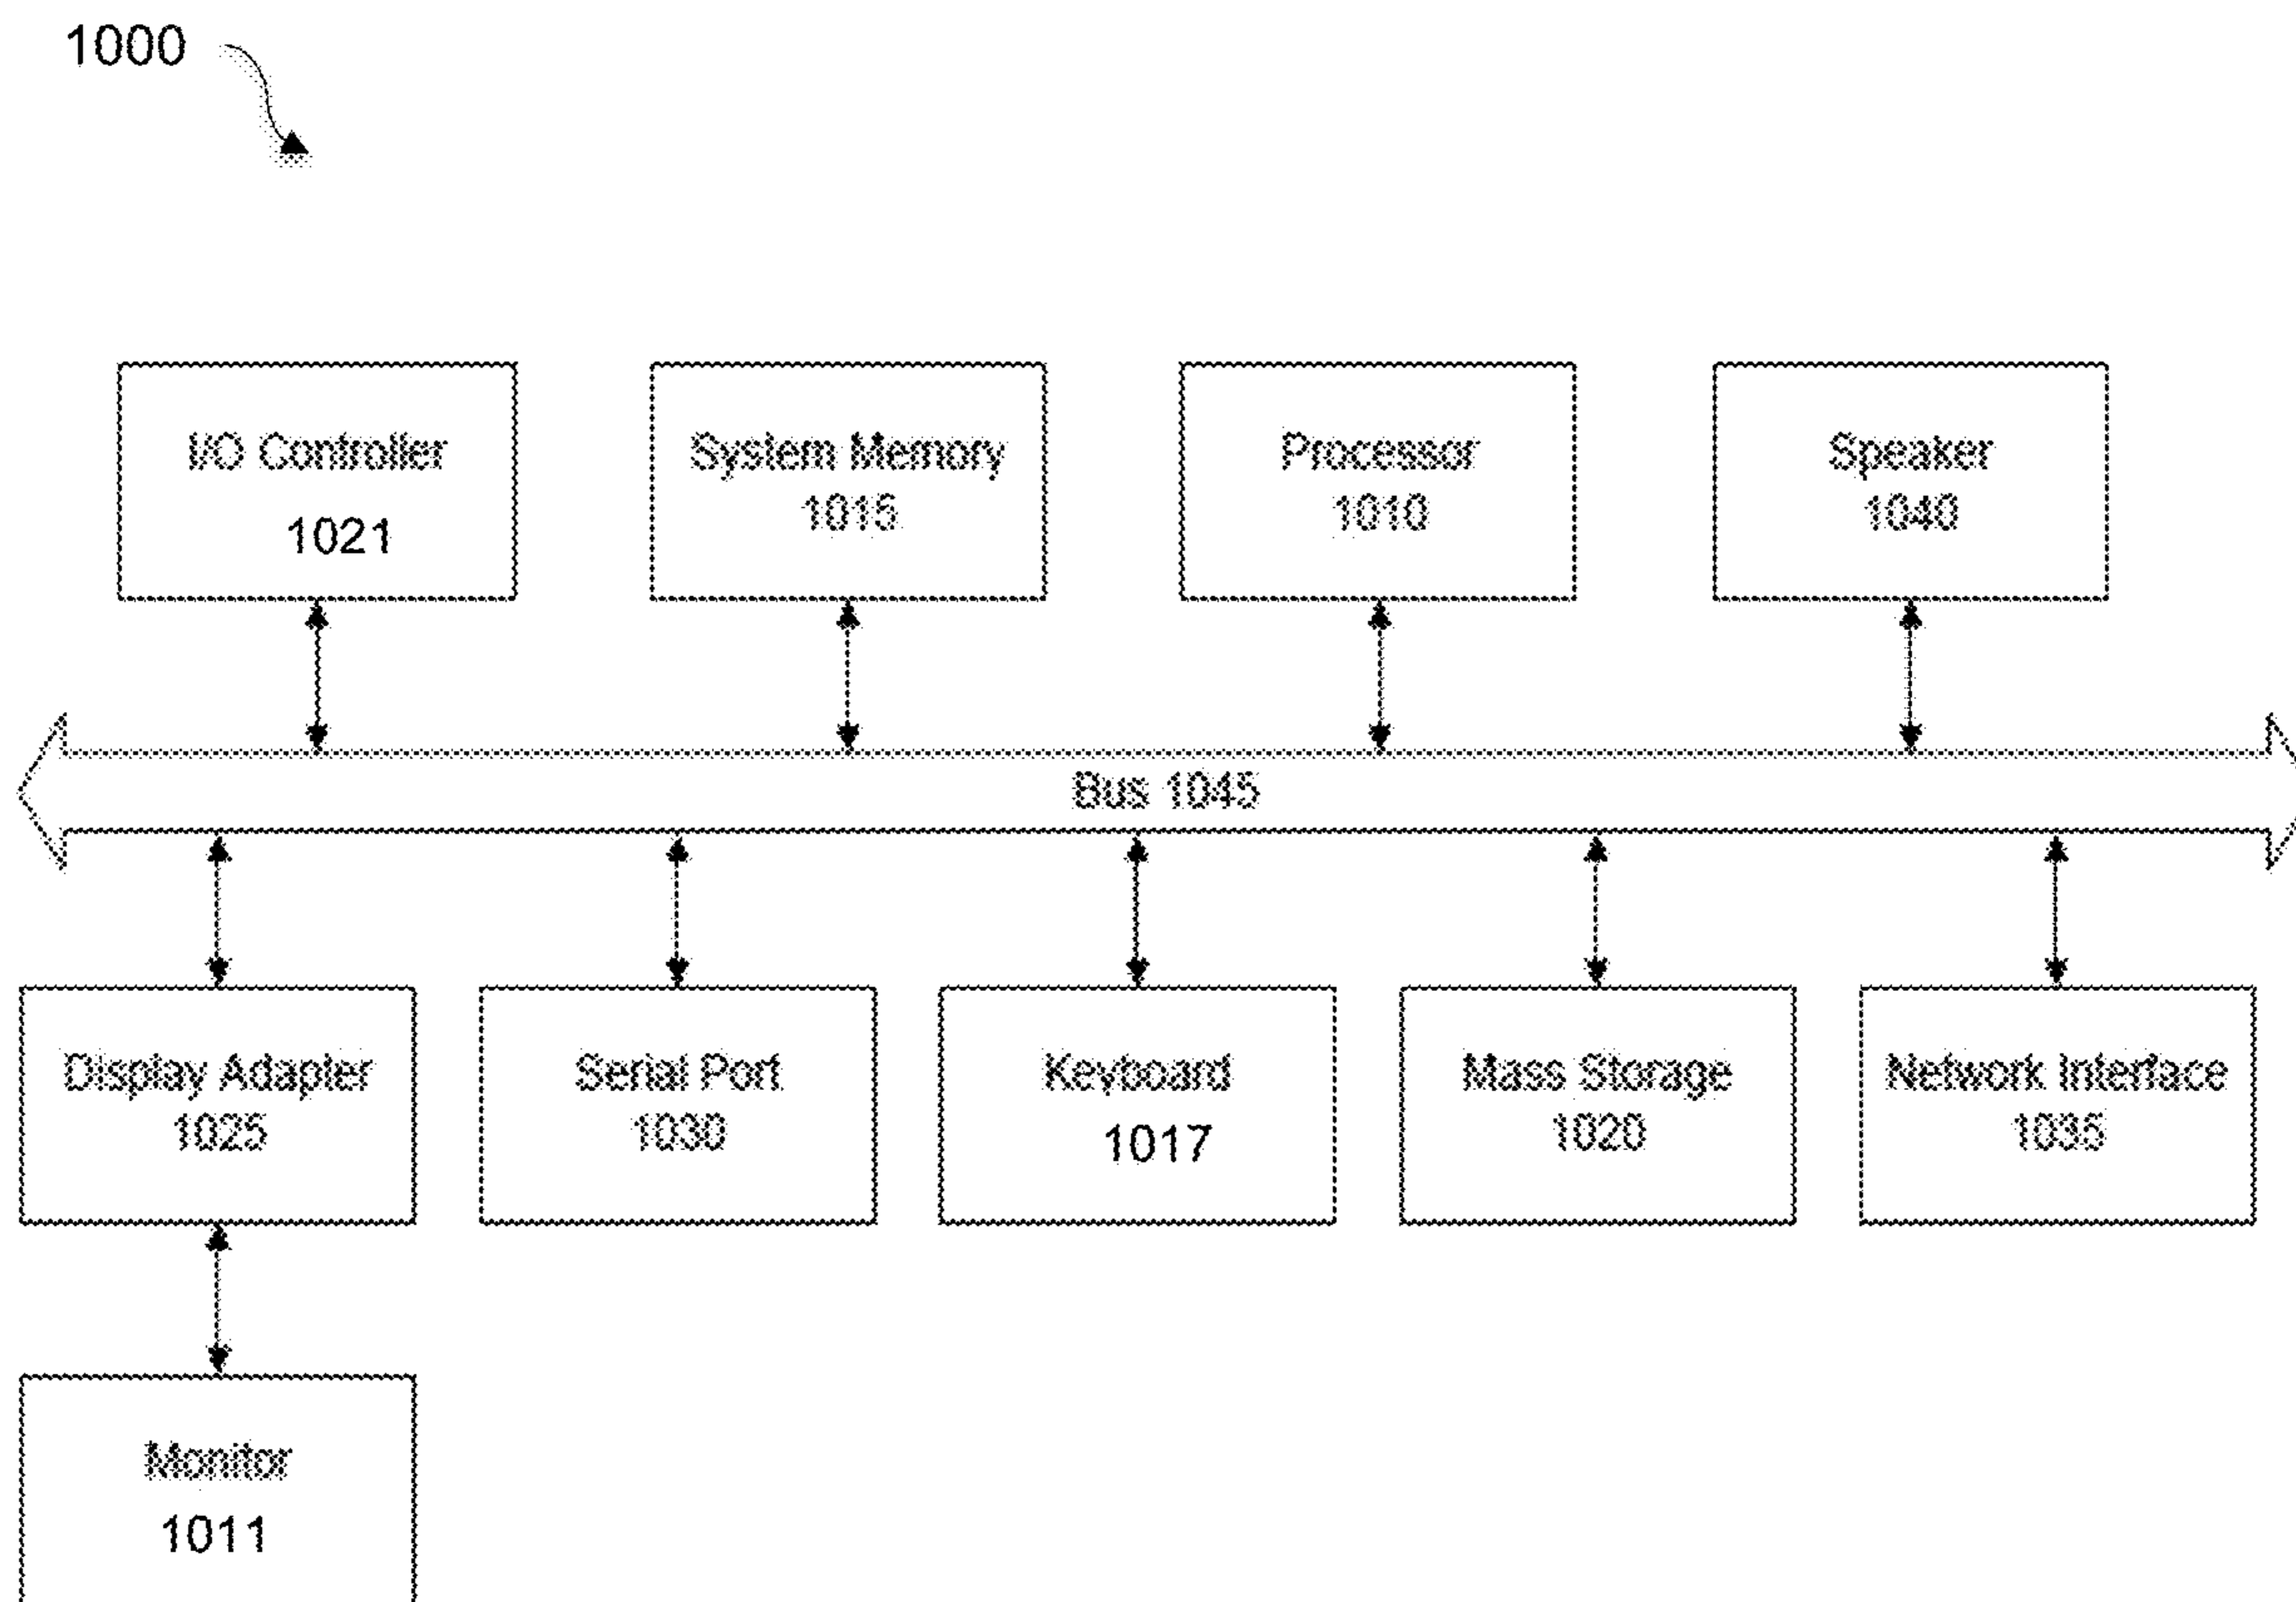 1000
I/O Controller
1021
System Memory
1015
Processor
1010
Speaker
1040
Bus 1045
Display Adapter
1025
Serial Port
1030
Keyboard
1017
Mass Storage
1020
Network Interface
1035
Monitor
1011